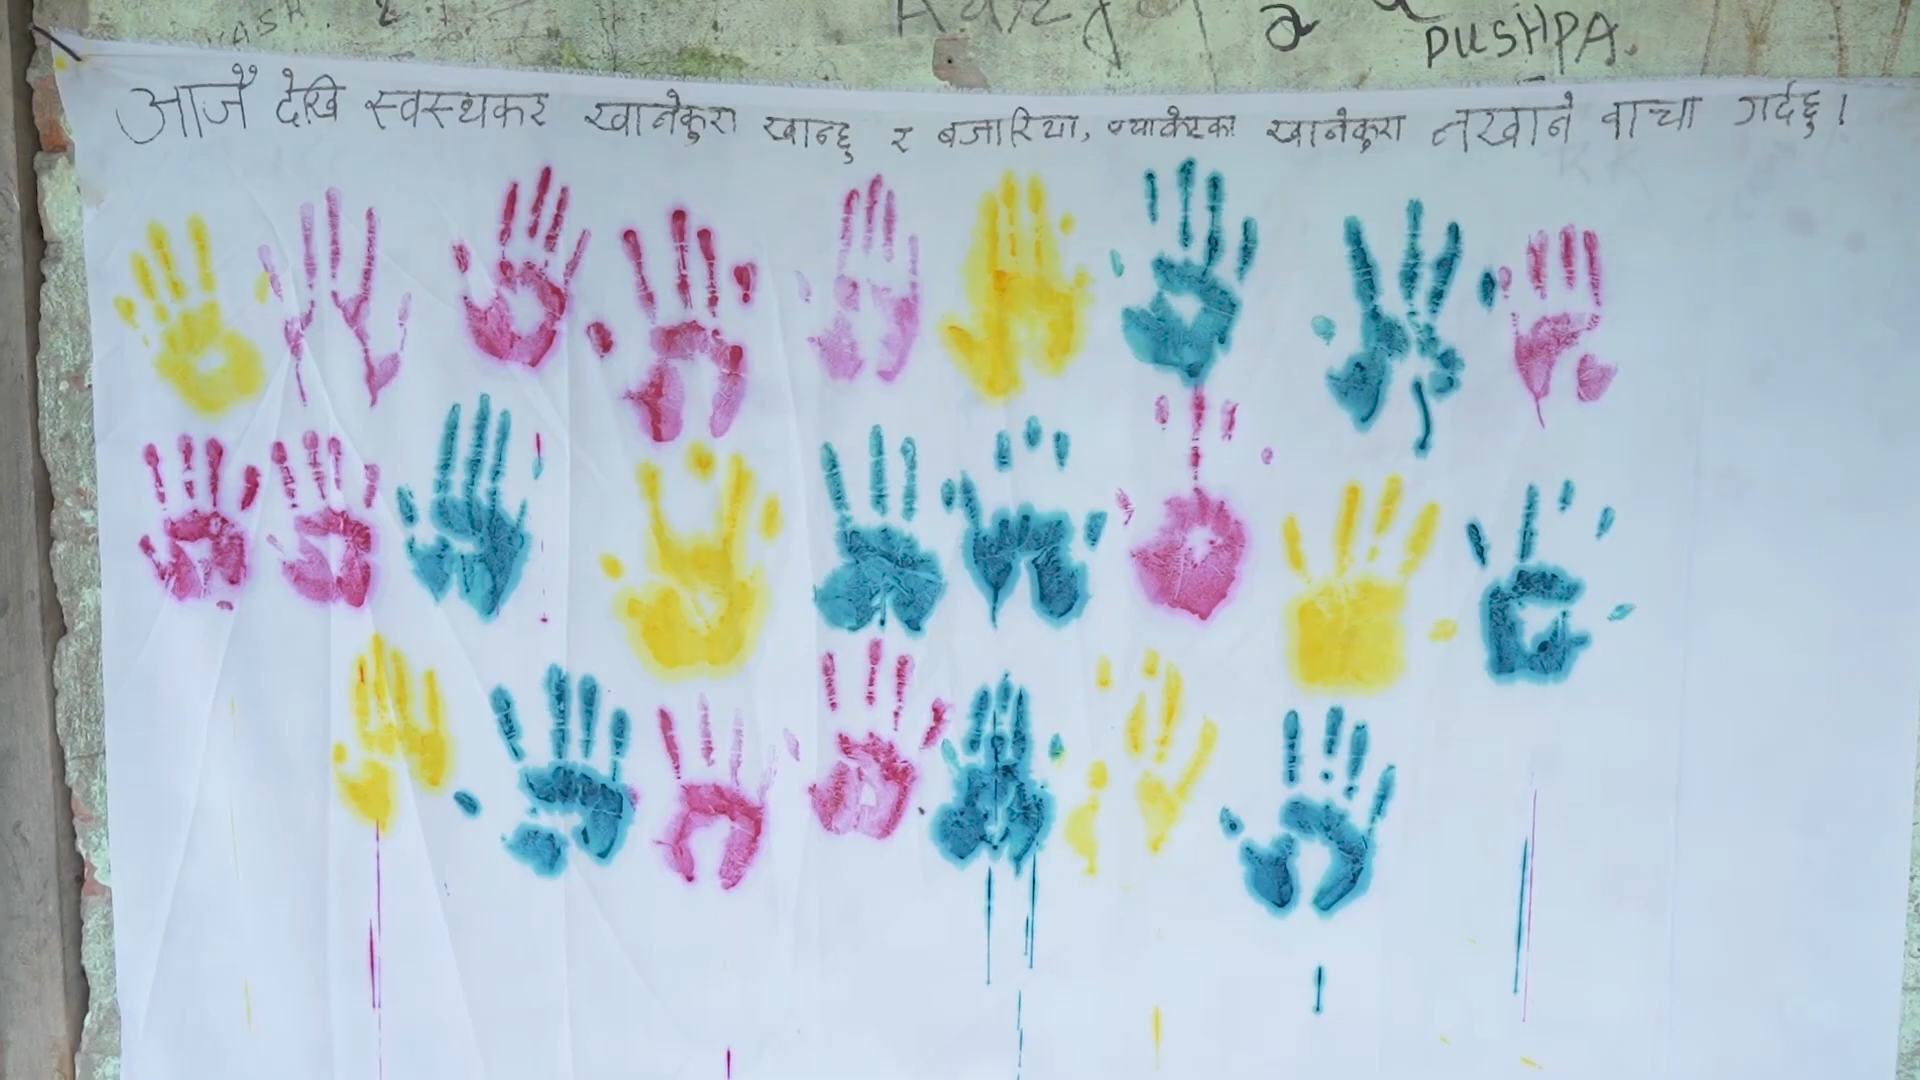 PUSHPA.
आजै देखि स्वस्थकर खानेकुरा खान्छु र बजारिया, प्याकेटका खानेकुरा नखाने वाचा गर्दछु।